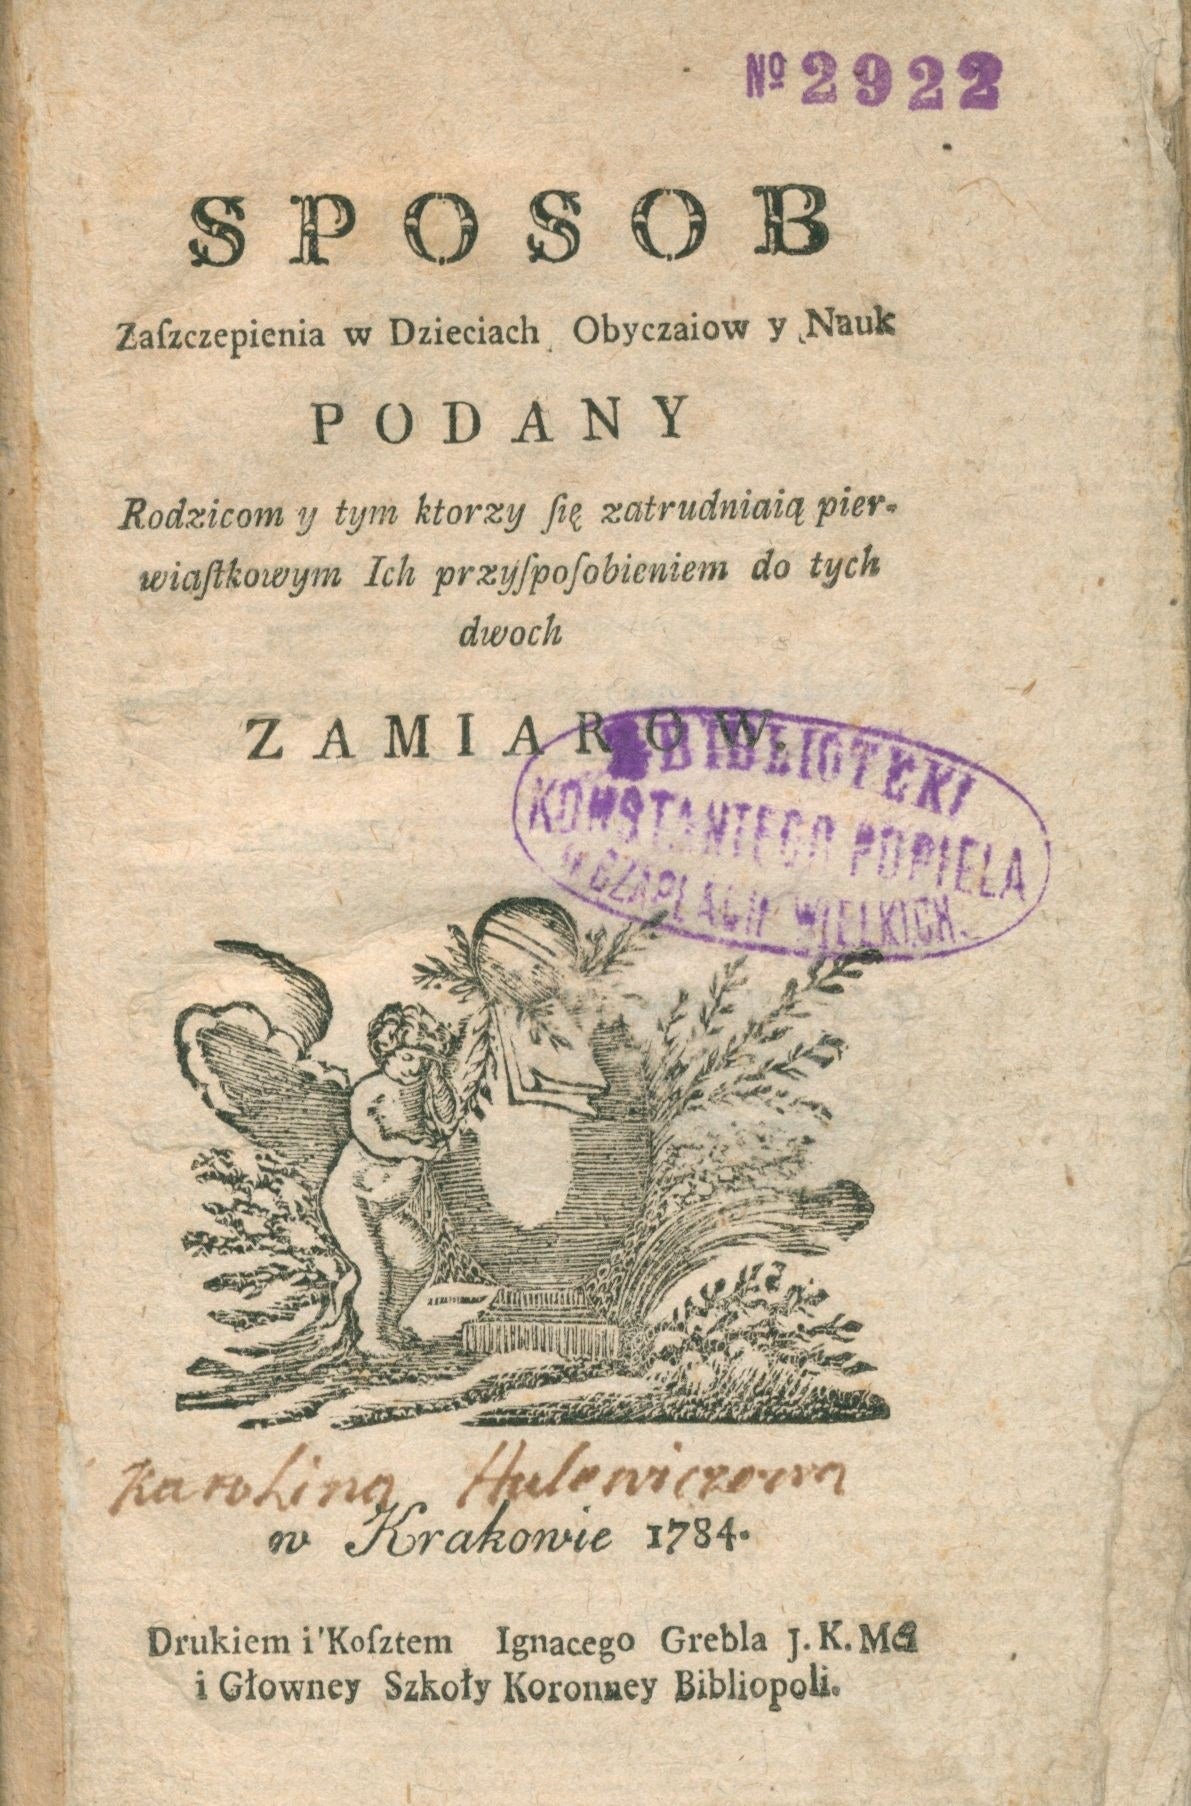 No 2922
SPOSOB
Zaſzczepienia w Dzieciach Obyczaiow y Nauk
PODANY
Rodzicom y tym ktorzy ſię zatrudniaią pier-
wiaſtkowym Ich przyſpoſobieniem do tych
dwoch
ZAMIAROW.
BIBLIOTEKI
KONSTANTEGO POPIELA
W CZAPLACH WIELKICH.
Karolina Hulewiczowa
w Krakowie 1784.
Drukiem i Koſztem Ignacego Grebla J. K. Mci
i Głowney Szkoły Koronney Bibliopoli.